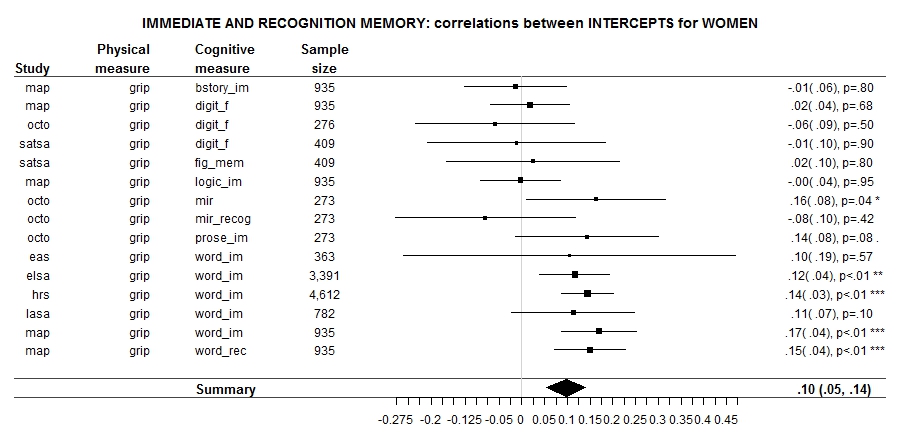 IMMEDIATE AND RECOGNITION MEMORY: correlations between INTERCEPTS for WOMEN
Physical Cognitive Sample
Study measure measure size
map grip bstory_im 935 -.01( .06), p=.80
map grip digit_f 935 .02( .04), p=.68
octo grip digit_f 276 -.06( .09), p=.50
satsa grip digit_f 409 -.01( .10), p=.90
satsa grip fig_mem 409 .02( .10), p=.80
map grip logic_im 935 -.00( .04), p=.95
octo grip mir 273 .16( .08), p=.04 *
octo grip mir_recog 273 -.08( .10), p=.42
octo grip prose_im 273 .14( .08), p=.08 .
eas grip word_im 363 .10( .19), p=.57
elsa grip word_im 3,391 .12( .04), p<.01 **
hrs grip word_im 4,612 .14( .03), p<.01 ***
lasa grip word_im 782 .11( .07), p=.10
map grip word_im 935 .17( .04), p<.01 ***
map grip word_rec 935 .15( .04), p<.01 ***
Summary .10 (.05, .14)
-0.275 -0.2 -0.125 -0.05 0 0.05 0.10 0.15 0.20 0.25 0.30 0.35 0.40 0.45